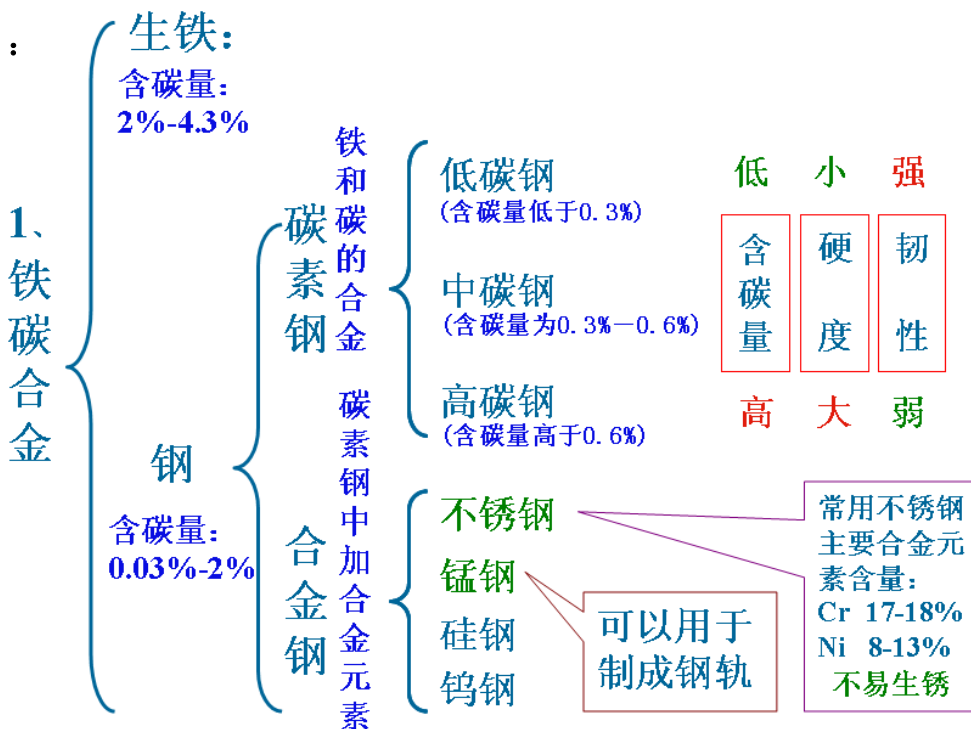 ：
1、铁碳合金
生铁：
含碳量：
2%-4.3%
钢
含碳量：
0.03%-2%
碳素钢
铁和碳的合金
低碳钢
(含碳量低于0.3%)
中碳钢
(含碳量为0.3%－0.6%)
高碳钢
(含碳量高于0.6%)
低 小 强
含碳量 硬度 韧性
高 大 弱
合金钢
碳素钢中加合金元素
不锈钢
锰钢
硅钢
钨钢
可以用于
制成钢轨
常用不锈钢
主要合金元
素含量：
Cr 17-18%
Ni 8-13%
不易生锈